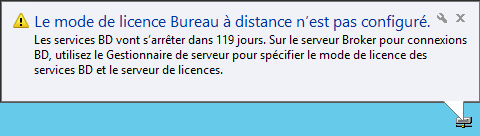 Le mode de licence Bureau à distance n'est pas configuré.
Les services BD vont s'arrêter dans 119 jours. Sur le serveur Broker pour connexions
BD, utilisez le Gestionnaire de serveur pour spécifier le mode de licence des
services BD et le serveur de licences.